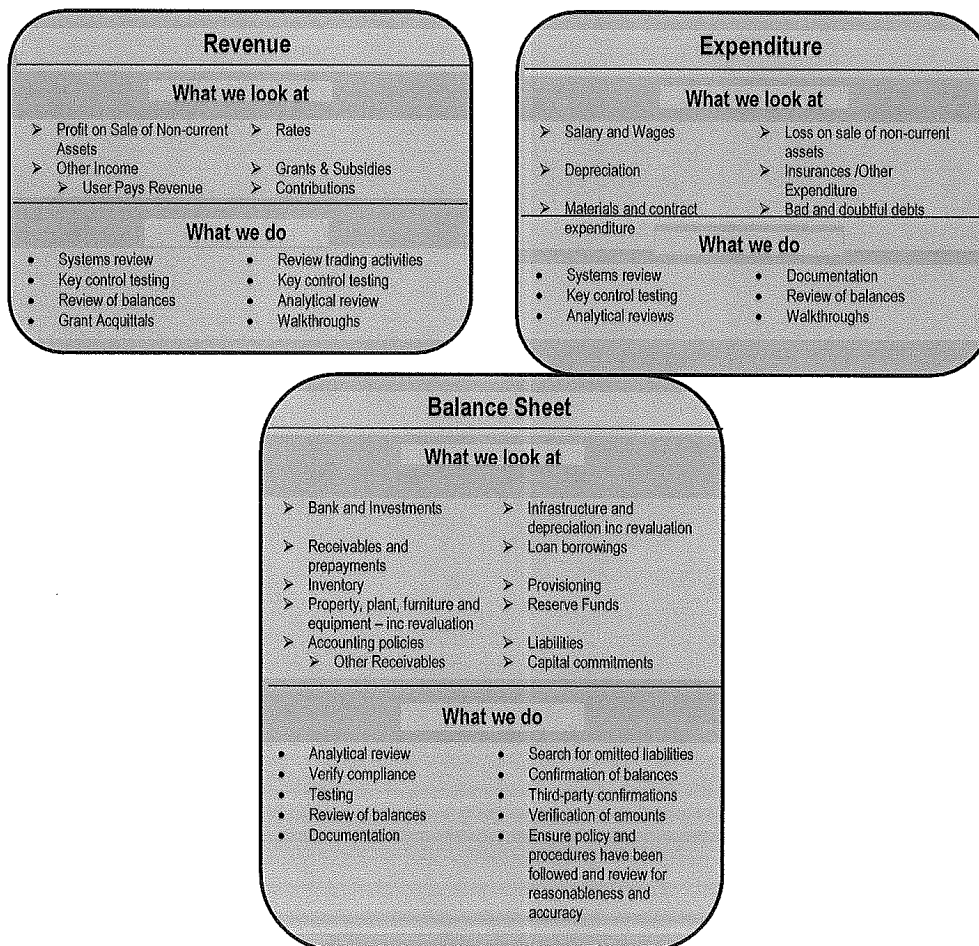 Revenue
What we look at
➤ Profit on Sale of Non-current
Assets
➤ Other Income
➤ User Pays Revenue
➤ Rates
➤ Grants & Subsidies
➤ Contributions
What we do
• Systems review
• Key control testing
• Review of balances
• Grant Acquittals
• Review trading activities
• Key control testing
• Analytical review
• Walkthroughs
Expenditure
What we look at
➤ Salary and Wages
➤ Depreciation
➤ Materials and contract
expenditure
➤ Loss on sale of non-current
assets
➤ Insurances /Other
Expenditure
➤ Bad and doubtful debts
What we do
• Systems review
• Key control testing
• Analytical reviews
• Documentation
• Review of balances
• Walkthroughs
Balance Sheet
What we look at
➤ Bank and Investments
➤ Receivables and
prepayments
➤ Inventory
➤ Property, plant, furniture and
equipment – inc revaluation
➤ Accounting policies
➤ Other Receivables
➤ Infrastructure and
depreciation inc revaluation
➤ Loan borrowings
➤ Provisioning
➤ Reserve Funds
➤ Liabilities
➤ Capital commitments
What we do
• Analytical review
• Verify compliance
• Testing
• Review of balances
• Documentation
• Search for omitted liabilities
• Confirmation of balances
• Third-party confirmations
• Verification of amounts
• Ensure policy and
procedures have been
followed and review for
reasonableness and
accuracy